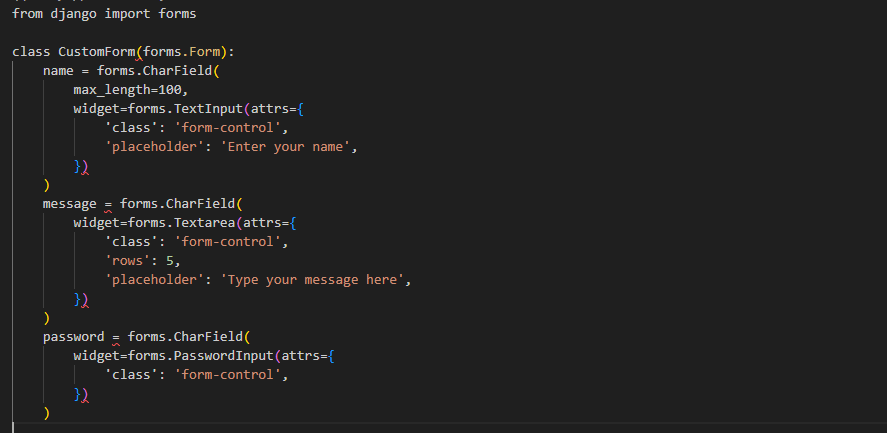 from django import forms
class CustomForm(forms.Form):
name = forms.CharField(
max_length=100,
widget=forms.TextInput(attrs={
'class': 'form-control',
'placeholder': 'Enter your name',
})
)
message = forms.CharField(
widget=forms.Textarea(attrs={
'class': 'form-control',
'rows': 5,
'placeholder': 'Type your message here',
})
)
password = forms.CharField(
widget=forms.PasswordInput(attrs={
'class': 'form-control',
})
)